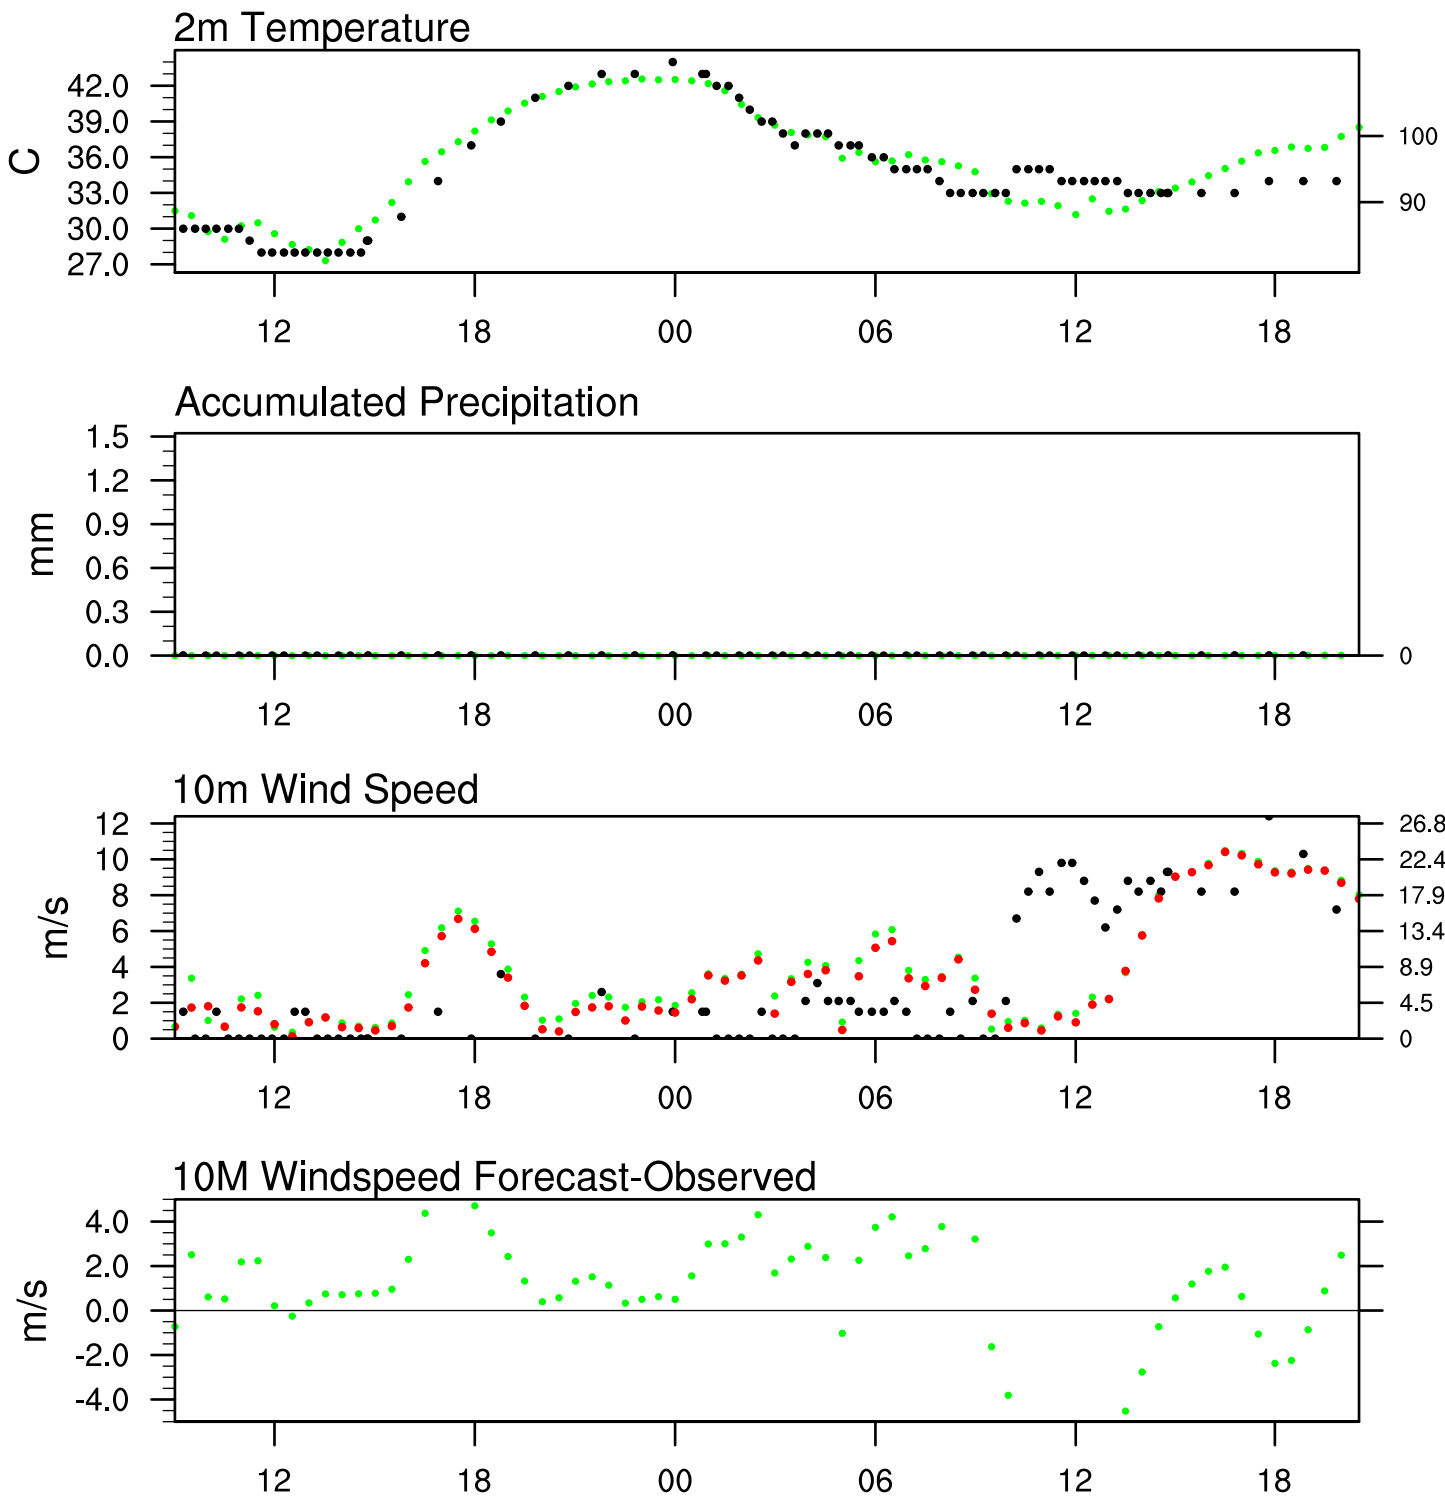 2m Temperature
42.0
39.0
36.0
33.0
30.0
27.0
C
100
90
12 18 00 06 12 18
Accumulated Precipitation
1.5
1.2
0.9
0.6
0.3
0.0
mm
0
12 18 00 06 12 18
10m Wind Speed
12
10
8
6
4
2
0
m/s
26.8
22.4
17.9
13.4
8.9
4.5
0
12 18 00 06 12 18
10M Windspeed Forecast-Observed
4.0
2.0
0.0
-2.0
-4.0
m/s
12 18 00 06 12 18